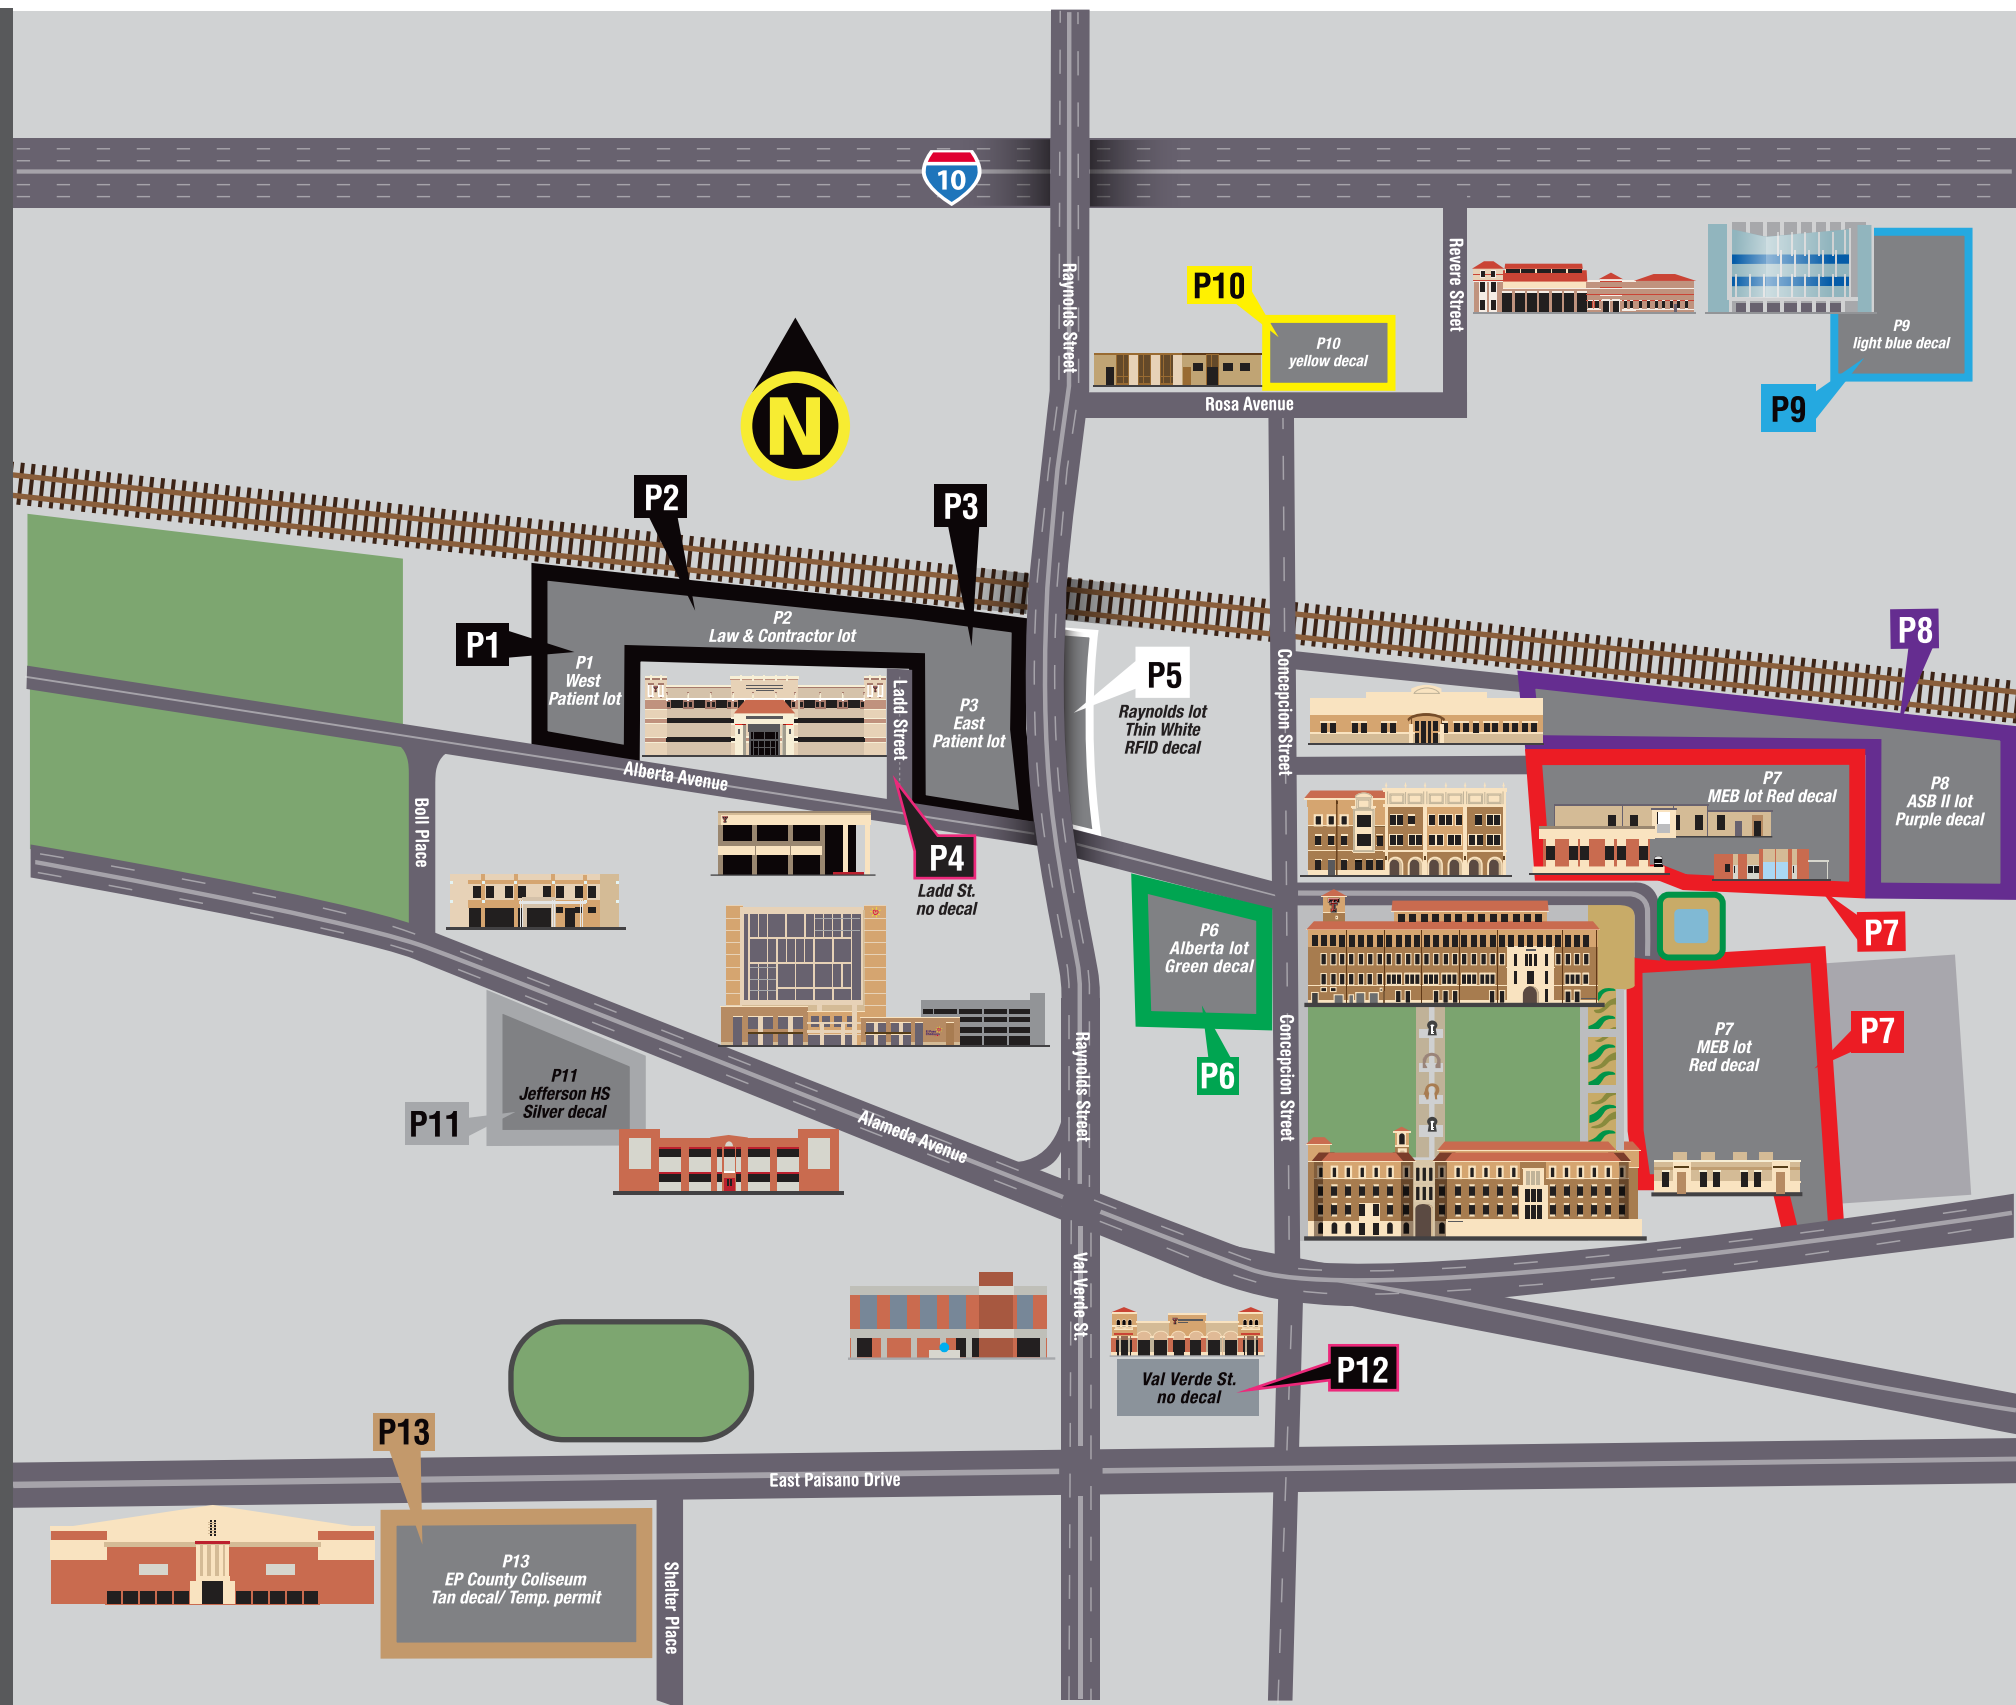 10
Raynolds Street
Revere Street
P10
P10
yellow decal
P9
light blue decal
P9
Rosa Avenue
N
P2
P3
P1
P2
Law & Contractor lot
P1
West
Patient lot
Ladd Street
P3
East
Patient lot
P5
Raynolds lot
Thin White
RFID decal
Concepcion Street
P8
P7
MEB lot Red decal
P8
ASB II lot
Purple decal
Alberta Avenue
Boll Place
P4
Ladd St.
no decal
P6
Alberta lot
Green decal
P7
P6
Raynolds Street
Concepcion Street
P7
MEB lot
Red decal
P7
P11
Jefferson HS
Silver decal
P11
Alameda Avenue
Val Verde St.
Val Verde St.
no decal
P12
P13
East Paisano Drive
P13
EP County Coliseum
Tan decal/ Temp. permit
Shelter Place